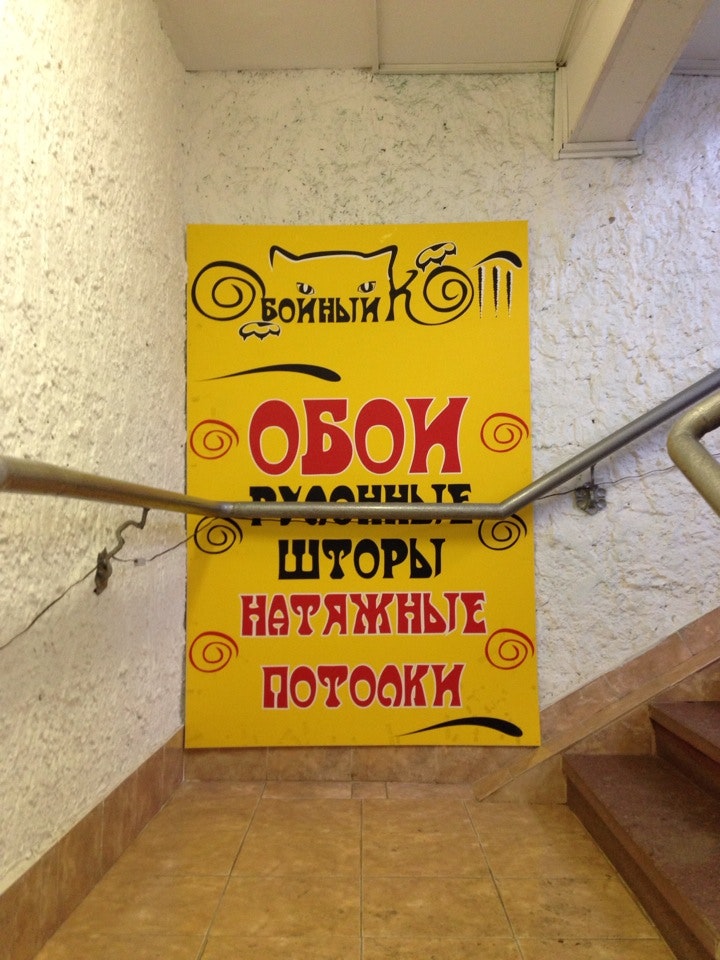 Обойный Кот
ОБОИ
РУЛОННЫЕ
ШТОРЫ
НАТЯЖНЫЕ
ПОТОЛКИ